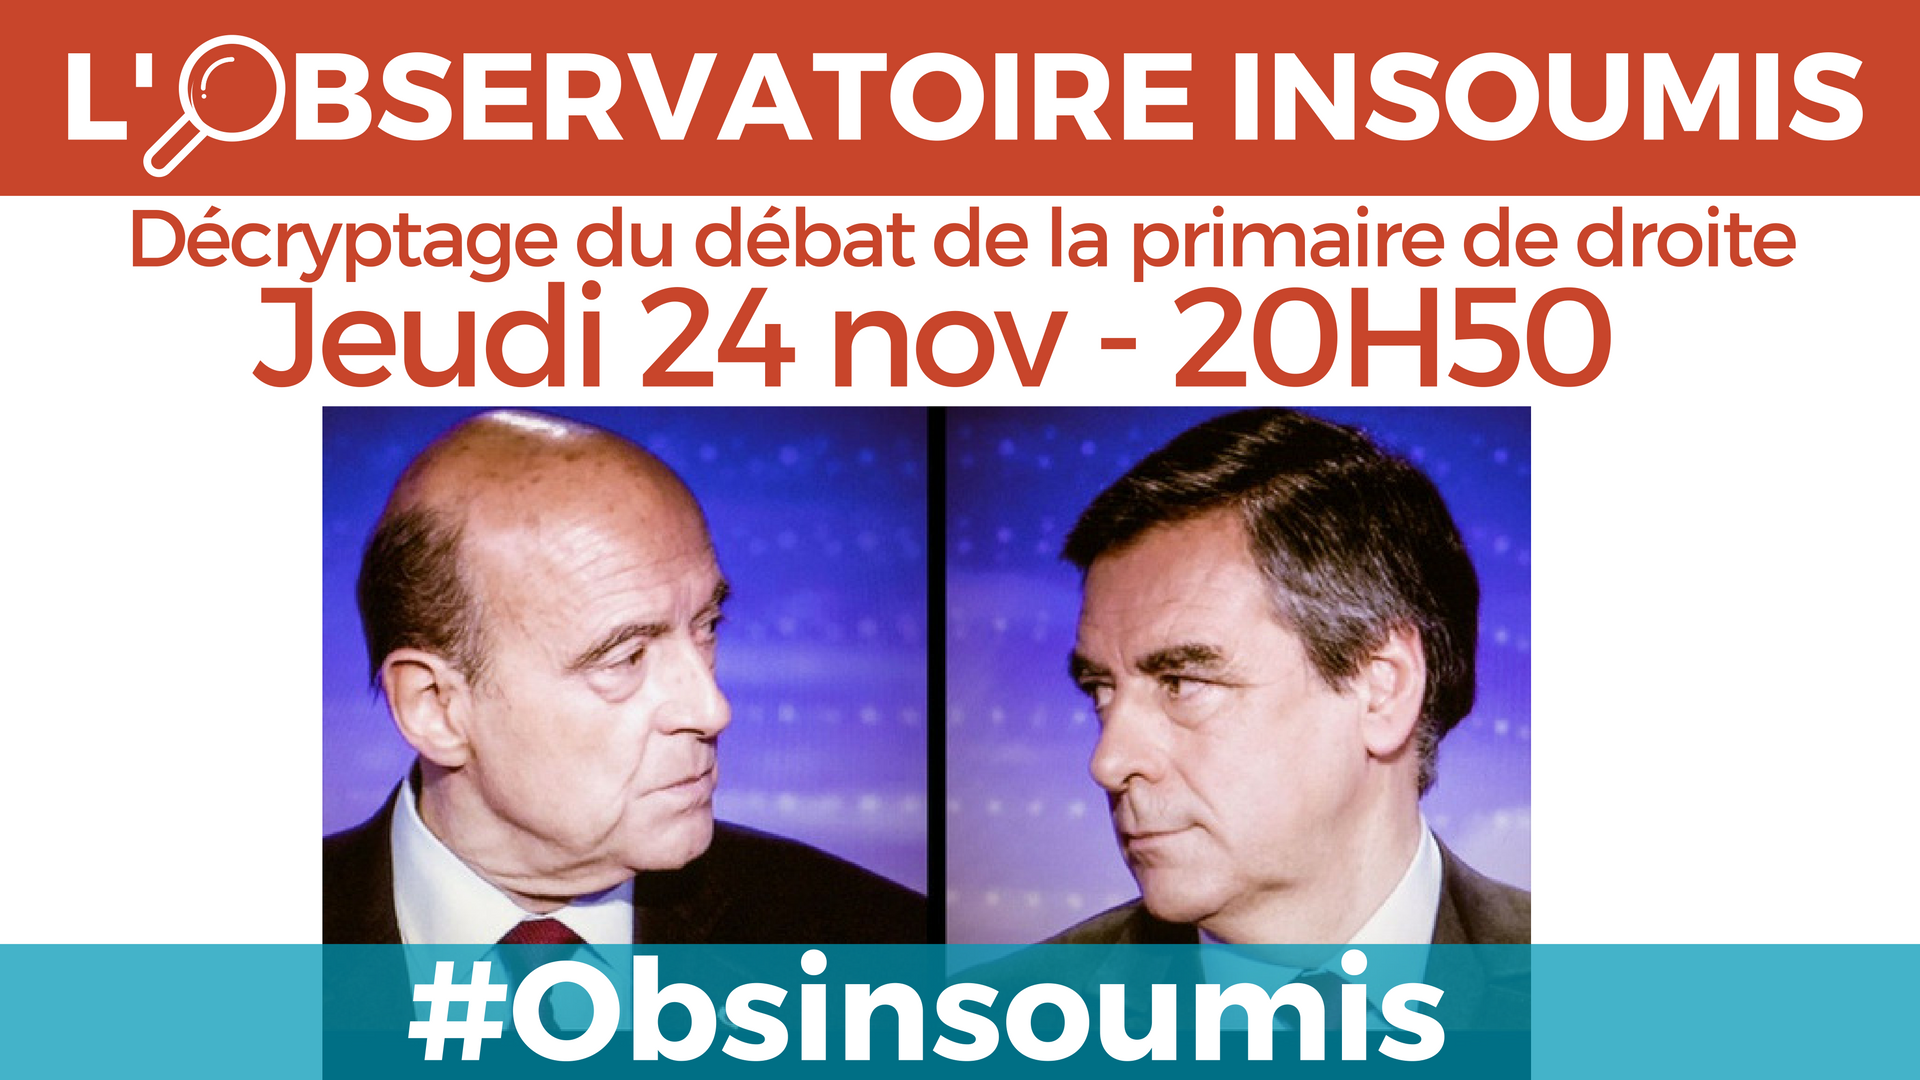 L'OBSERVATOIRE INSOUMIS
Décryptage du débat de la primaire de droite
Jeudi 24 nov - 20H50
#Obsinsoumis